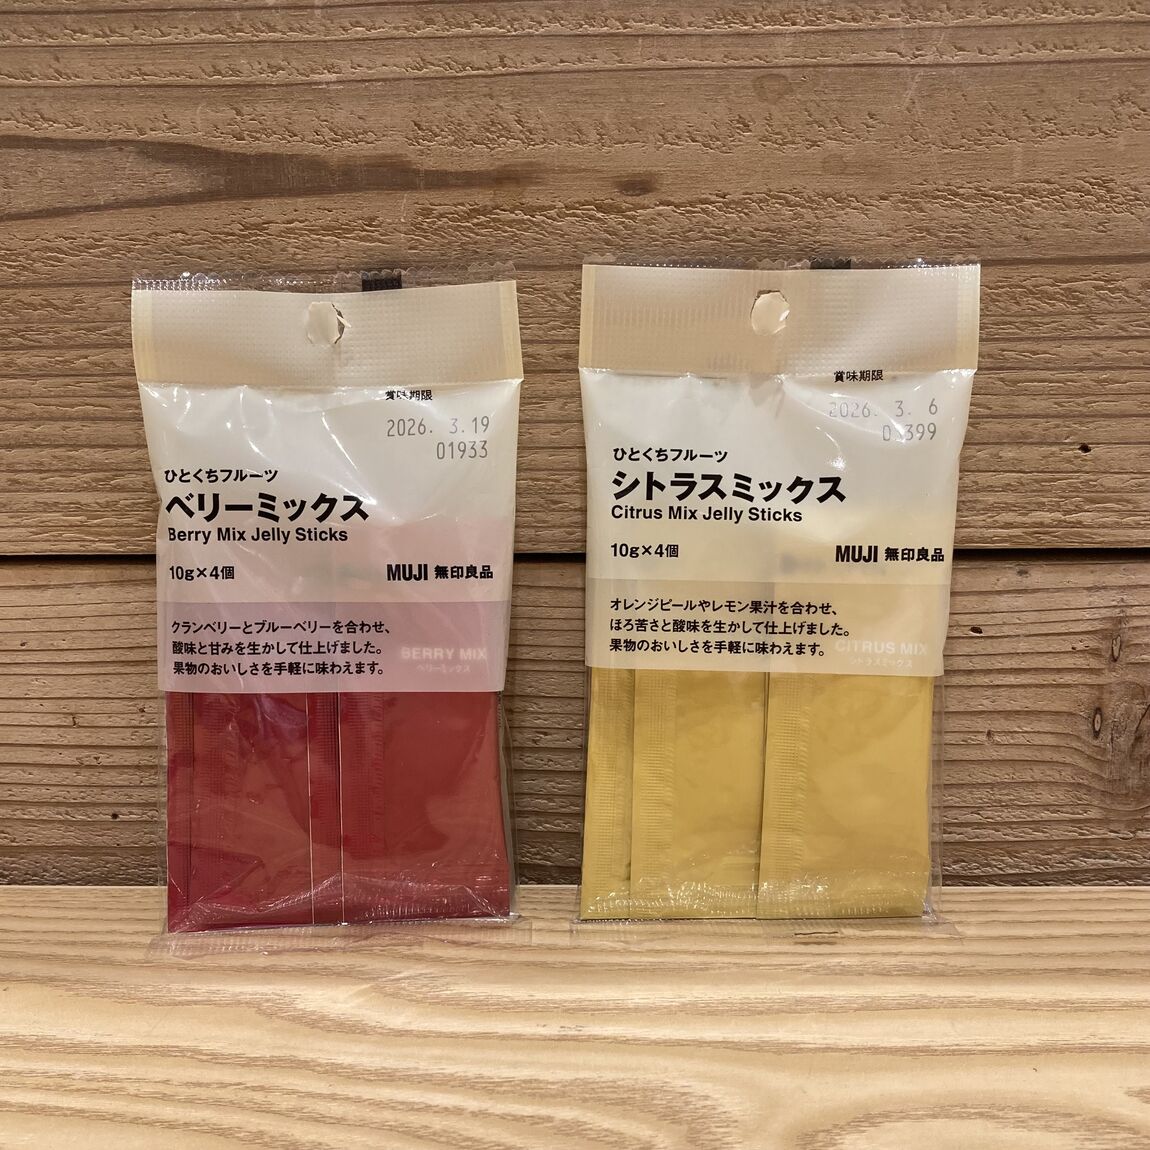 賞味期限
2026. 3.19
01933
ひとくちフルーツ
ベリーミックス
Berry Mix Jelly Sticks
10g×4個
MUJI 無印良品
クランベリーとブルーベリーを合わせ、
酸味と甘みを生かして仕上げました。
果物のおいしさを手軽に味わえます。
BERRY MIX
ベリーミックス
賞味期限
2026. 3. 6
ひとくちフルーツ
シトラスミックス
Citrus Mix Jelly Sticks
10g×4個
MUJI 無印良品
オレンジピールやレモン果汁を合わせ、
ほろ苦さと酸味を生かして仕上げました。
果物のおいしさを手軽に味わえます。
CITRUS MIX
シトラスミックス